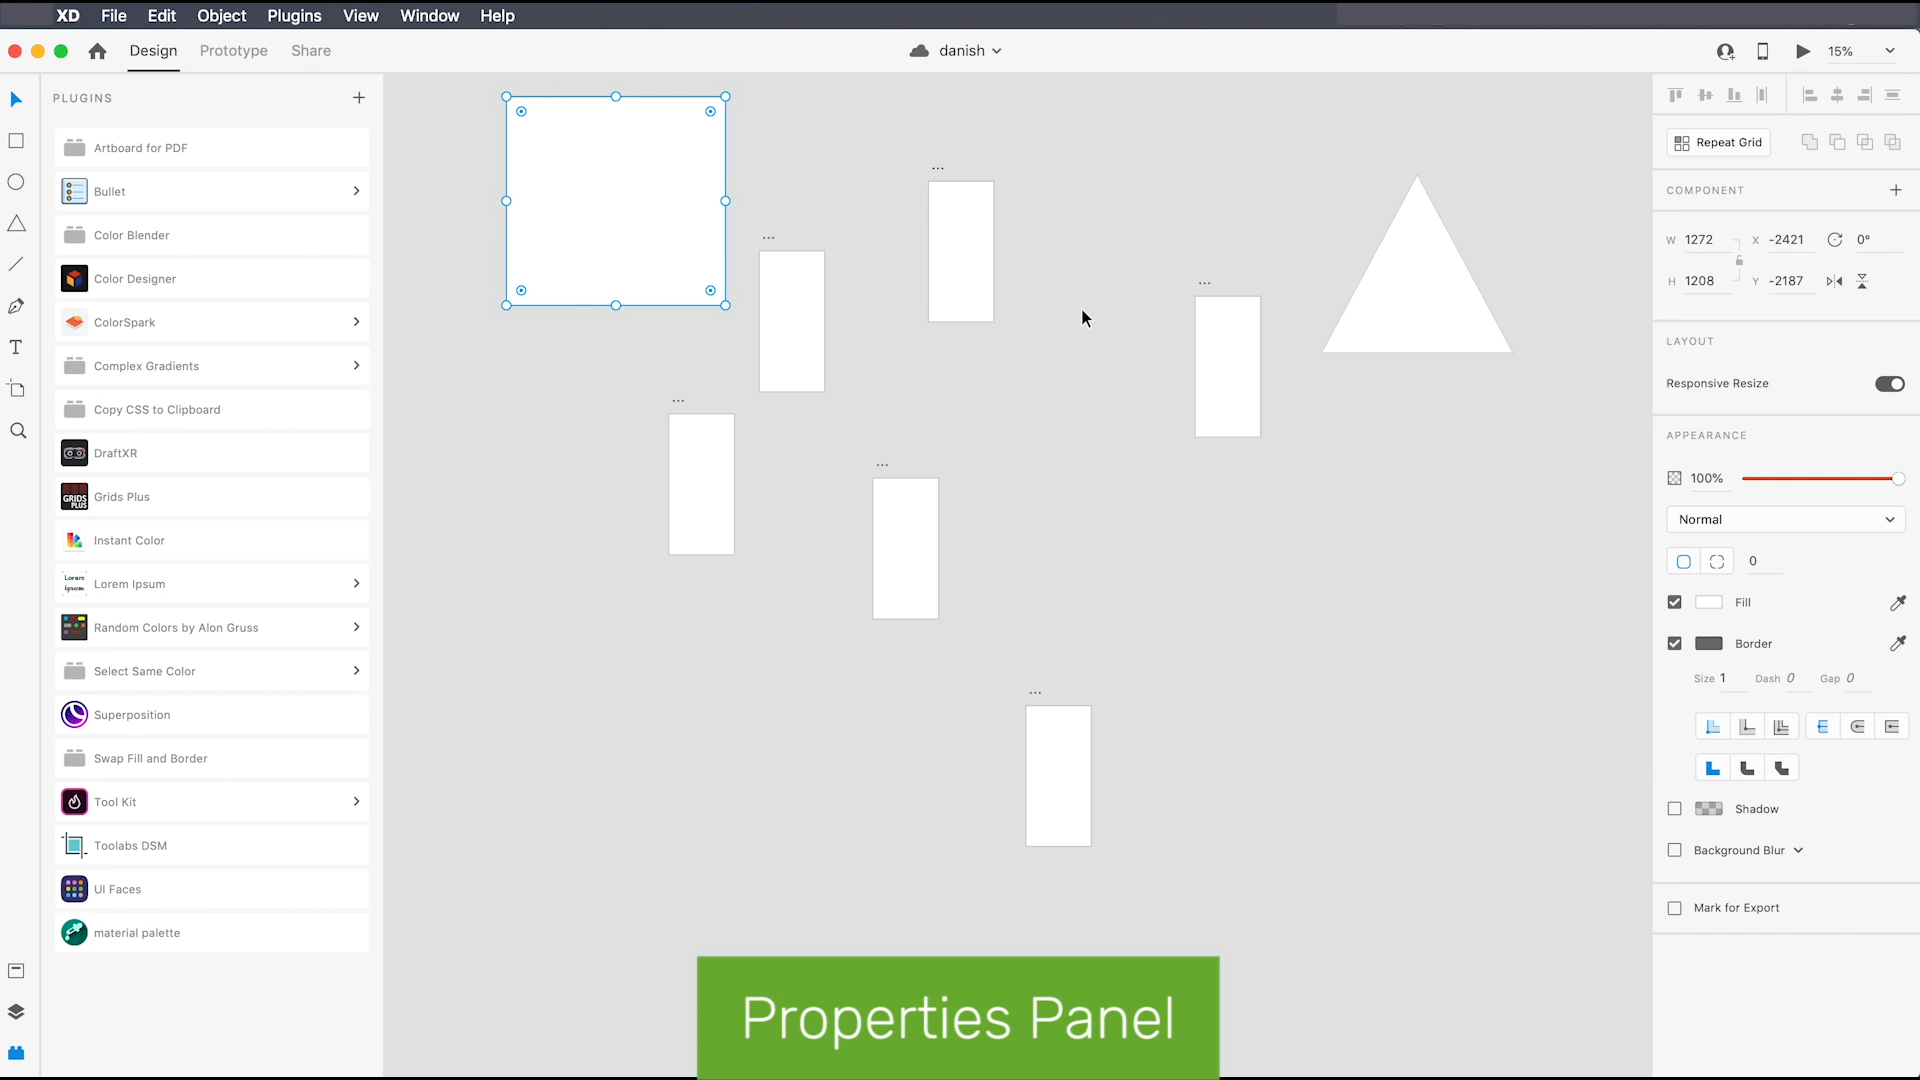 XD File Edit Object Plugins View Window Help
Design Prototype Share
danish
15%
PLUGINS
Artboard for PDF
Bullet
Color Blender
Color Designer
ColorSpark
Complex Gradients
Copy CSS to Clipboard
DraftXR
GRIDS PLUS
Grids Plus
Instant Color
Lorem ipsum
Lorem Ipsum
Random Colors by Alon Gruss
Select Same Color
Superposition
Swap Fill and Border
Tool Kit
Toolabs DSM
UI Faces
material palette
...
...
...
...
...
...
Repeat Grid
COMPONENT
W 1272 X -2421 0°
H 1208 Y -2187
LAYOUT
Responsive Resize
APPEARANCE
100%
Normal
0
Fill
Border
Size 1 Dash 0 Gap 0
Shadow
Background Blur
Mark for Export
Properties Panel